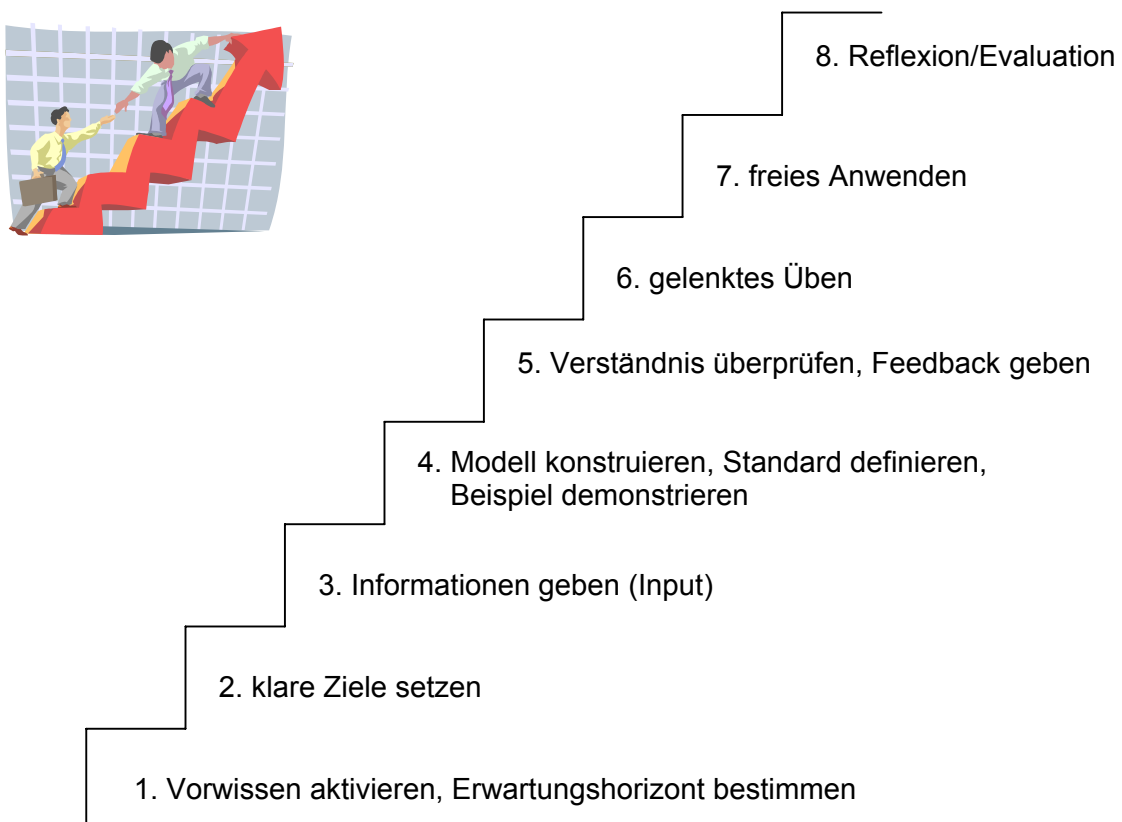 8. Reflexion/Evaluation
7. freies Anwenden
6. gelenktes Üben
5. Verständnis überprüfen, Feedback geben
4. Modell konstruieren, Standard definieren,
Beispiel demonstrieren
3. Informationen geben (Input)
2. klare Ziele setzen
1. Vorwissen aktivieren, Erwartungshorizont bestimmen